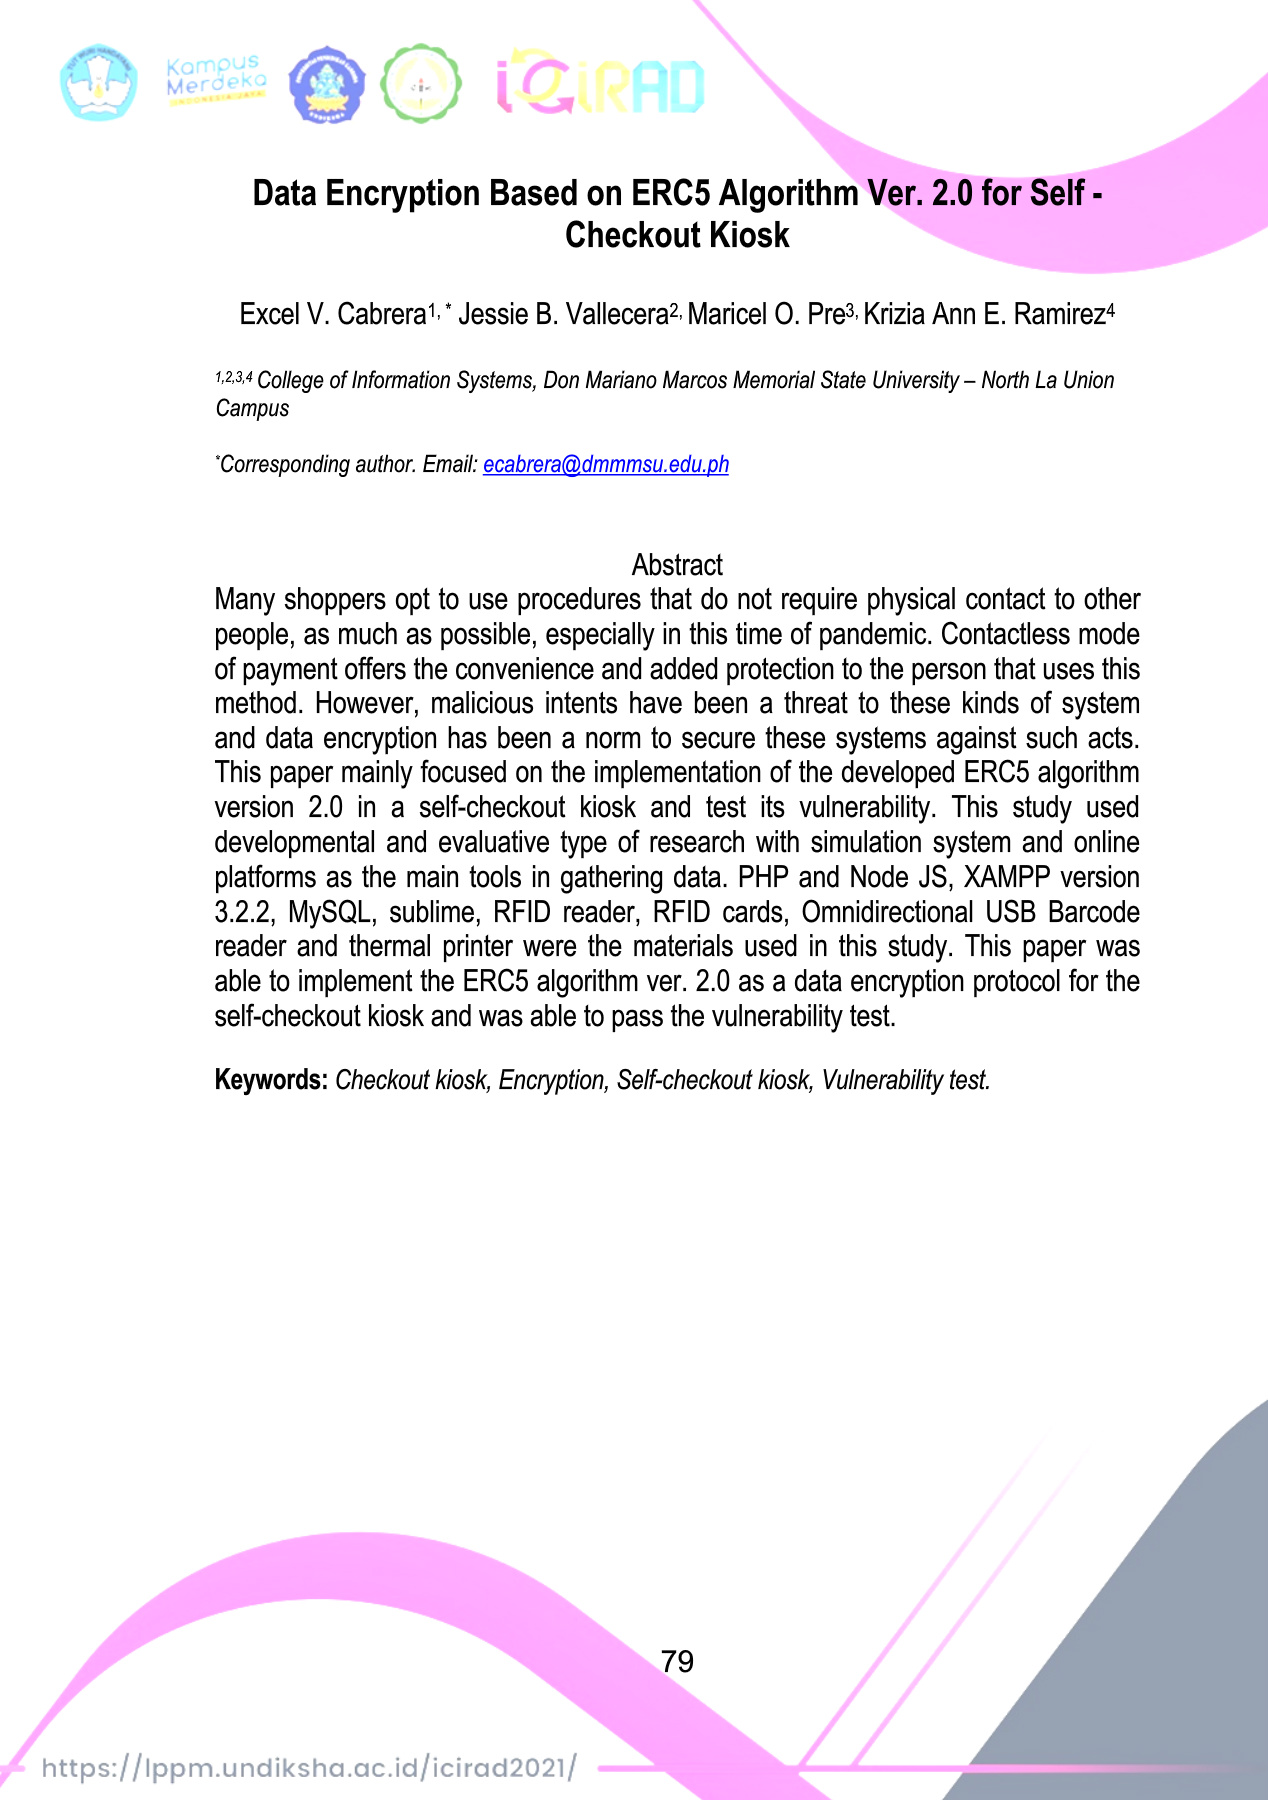 TUT WURI HANDAYANI
Kampus
Merdeka
INDONESIA JAYA
iCiRAD
Data Encryption Based on ERC5 Algorithm Ver. 2.0 for Self -
Checkout Kiosk
Excel V. Cabrera1, * Jessie B. Vallecera2, Maricel O. Pre3, Krizia Ann E. Ramirez4
1,2,3,4 College of Information Systems, Don Mariano Marcos Memorial State University – North La Union
Campus
*Corresponding author. Email: ecabrera@dmmmsu.edu.ph
Abstract
Many shoppers opt to use procedures that do not require physical contact to other
people, as much as possible, especially in this time of pandemic. Contactless mode
of payment offers the convenience and added protection to the person that uses this
method. However, malicious intents have been a threat to these kinds of system
and data encryption has been a norm to secure these systems against such acts.
This paper mainly focused on the implementation of the developed ERC5 algorithm
version 2.0 in a self-checkout kiosk and test its vulnerability. This study used
developmental and evaluative type of research with simulation system and online
platforms as the main tools in gathering data. PHP and Node JS, XAMPP version
3.2.2, MySQL, sublime, RFID reader, RFID cards, Omnidirectional USB Barcode
reader and thermal printer were the materials used in this study. This paper was
able to implement the ERC5 algorithm ver. 2.0 as a data encryption protocol for the
self-checkout kiosk and was able to pass the vulnerability test.
Keywords: Checkout kiosk, Encryption, Self-checkout kiosk, Vulnerability test.
79
https://lppm.undiksha.ac.id/icirad2021/